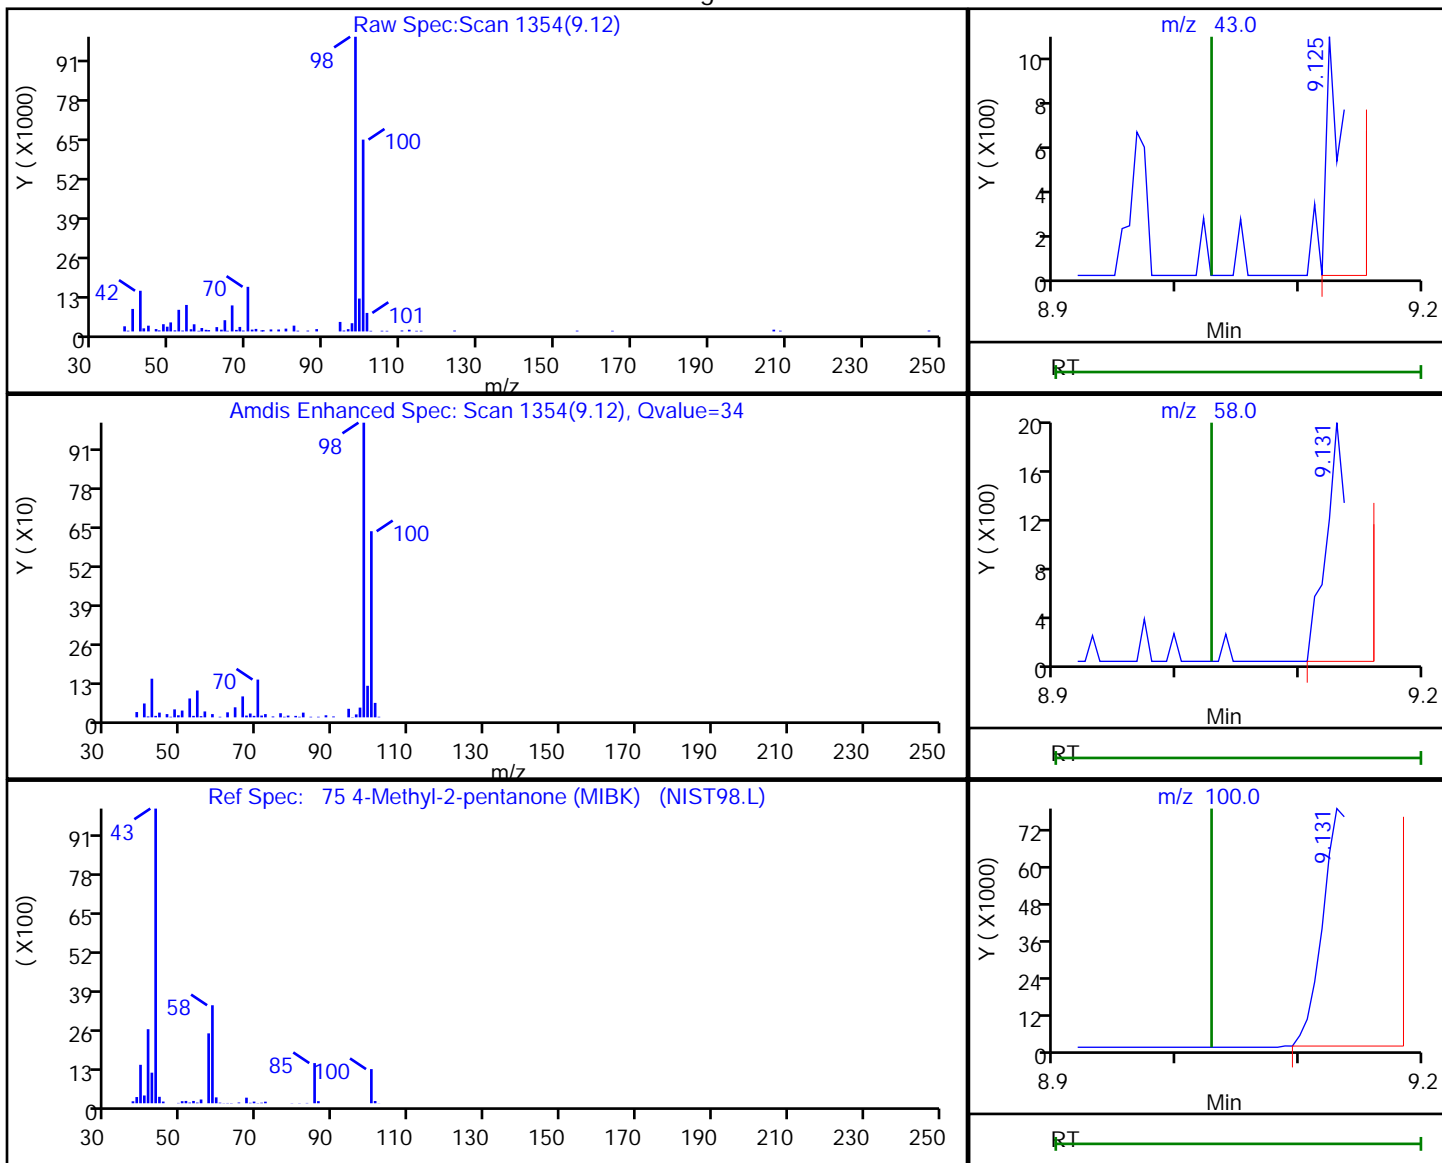 Raw Spec:Scan 1354(9.12)
Y ( X1000)
91
78
65
52
39
26
13
0
98
100
42
70
101
30 50 70 90 110 130 150 170 190 210 230 250
m/z
m/z 43.0
Y ( X100)
10
8
6
4
2
0
9.125
8.9 9.2
Min
RT
Amdis Enhanced Spec: Scan 1354(9.12), Qvalue=34
Y ( X10)
91
78
65
52
39
26
13
0
98
100
70
30 50 70 90 110 130 150 170 190 210 230 250
m/z
m/z 58.0
Y ( X100)
20
16
12
8
4
0
9.131
8.9 9.2
Min
RT
Ref Spec: 75 4-Methyl-2-pentanone (MIBK) (NIST98.L)
( X100)
91
78
65
52
39
26
13
0
43
58
85
100
30 50 70 90 110 130 150 170 190 210 230 250
m/z 100.0
Y ( X1000)
72
60
48
36
24
12
0
9.131
8.9 9.2
Min
RT